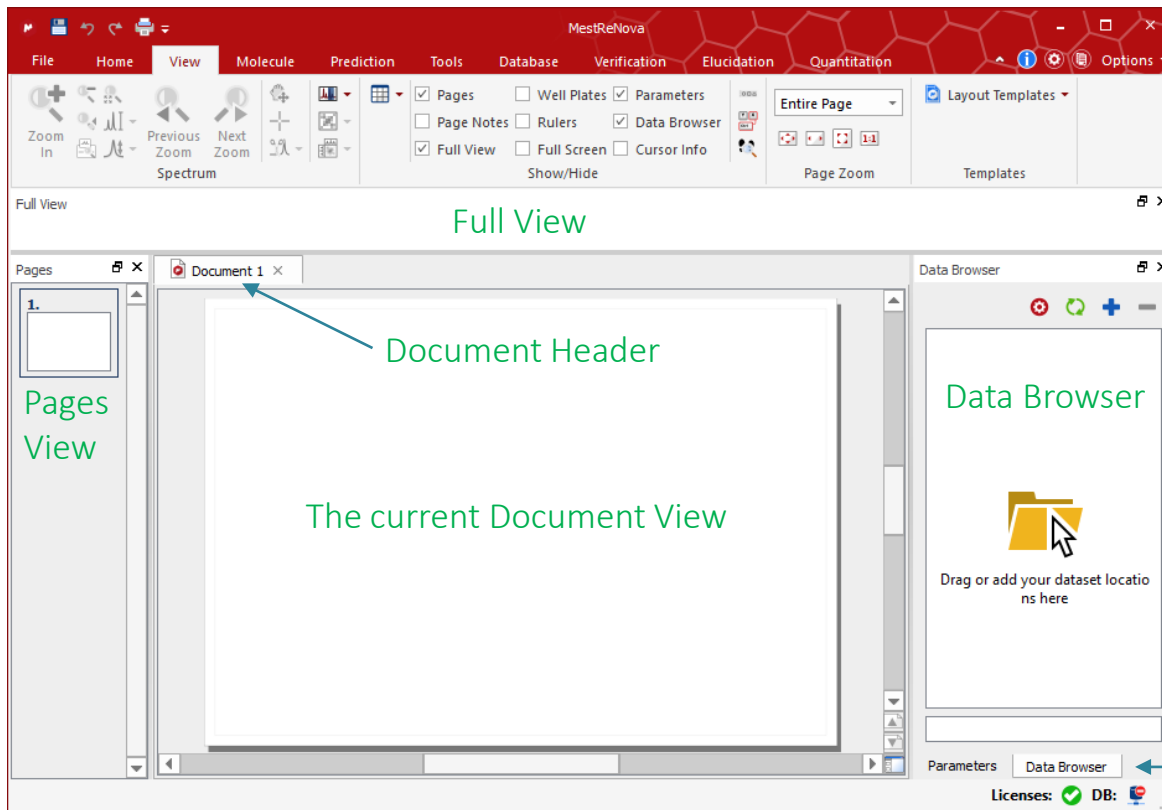 MestReNova
File Home View Molecule Prediction Tools Database Verification Elucidation Quantitation Options
Zoom In
Previous Zoom
Next Zoom
Spectrum
Pages Well Plates Parameters
Page Notes Rulers Data Browser
Full View Full Screen Cursor Info
Show/Hide
Entire Page
1:1
Page Zoom
Layout Templates
Templates
Full View
Full View
Pages
Document 1
Data Browser
1.
Document Header
Pages
View
Data Browser
The current Document View
Drag or add your dataset locatio
ns here
Parameters Data Browser
Licenses: DB: